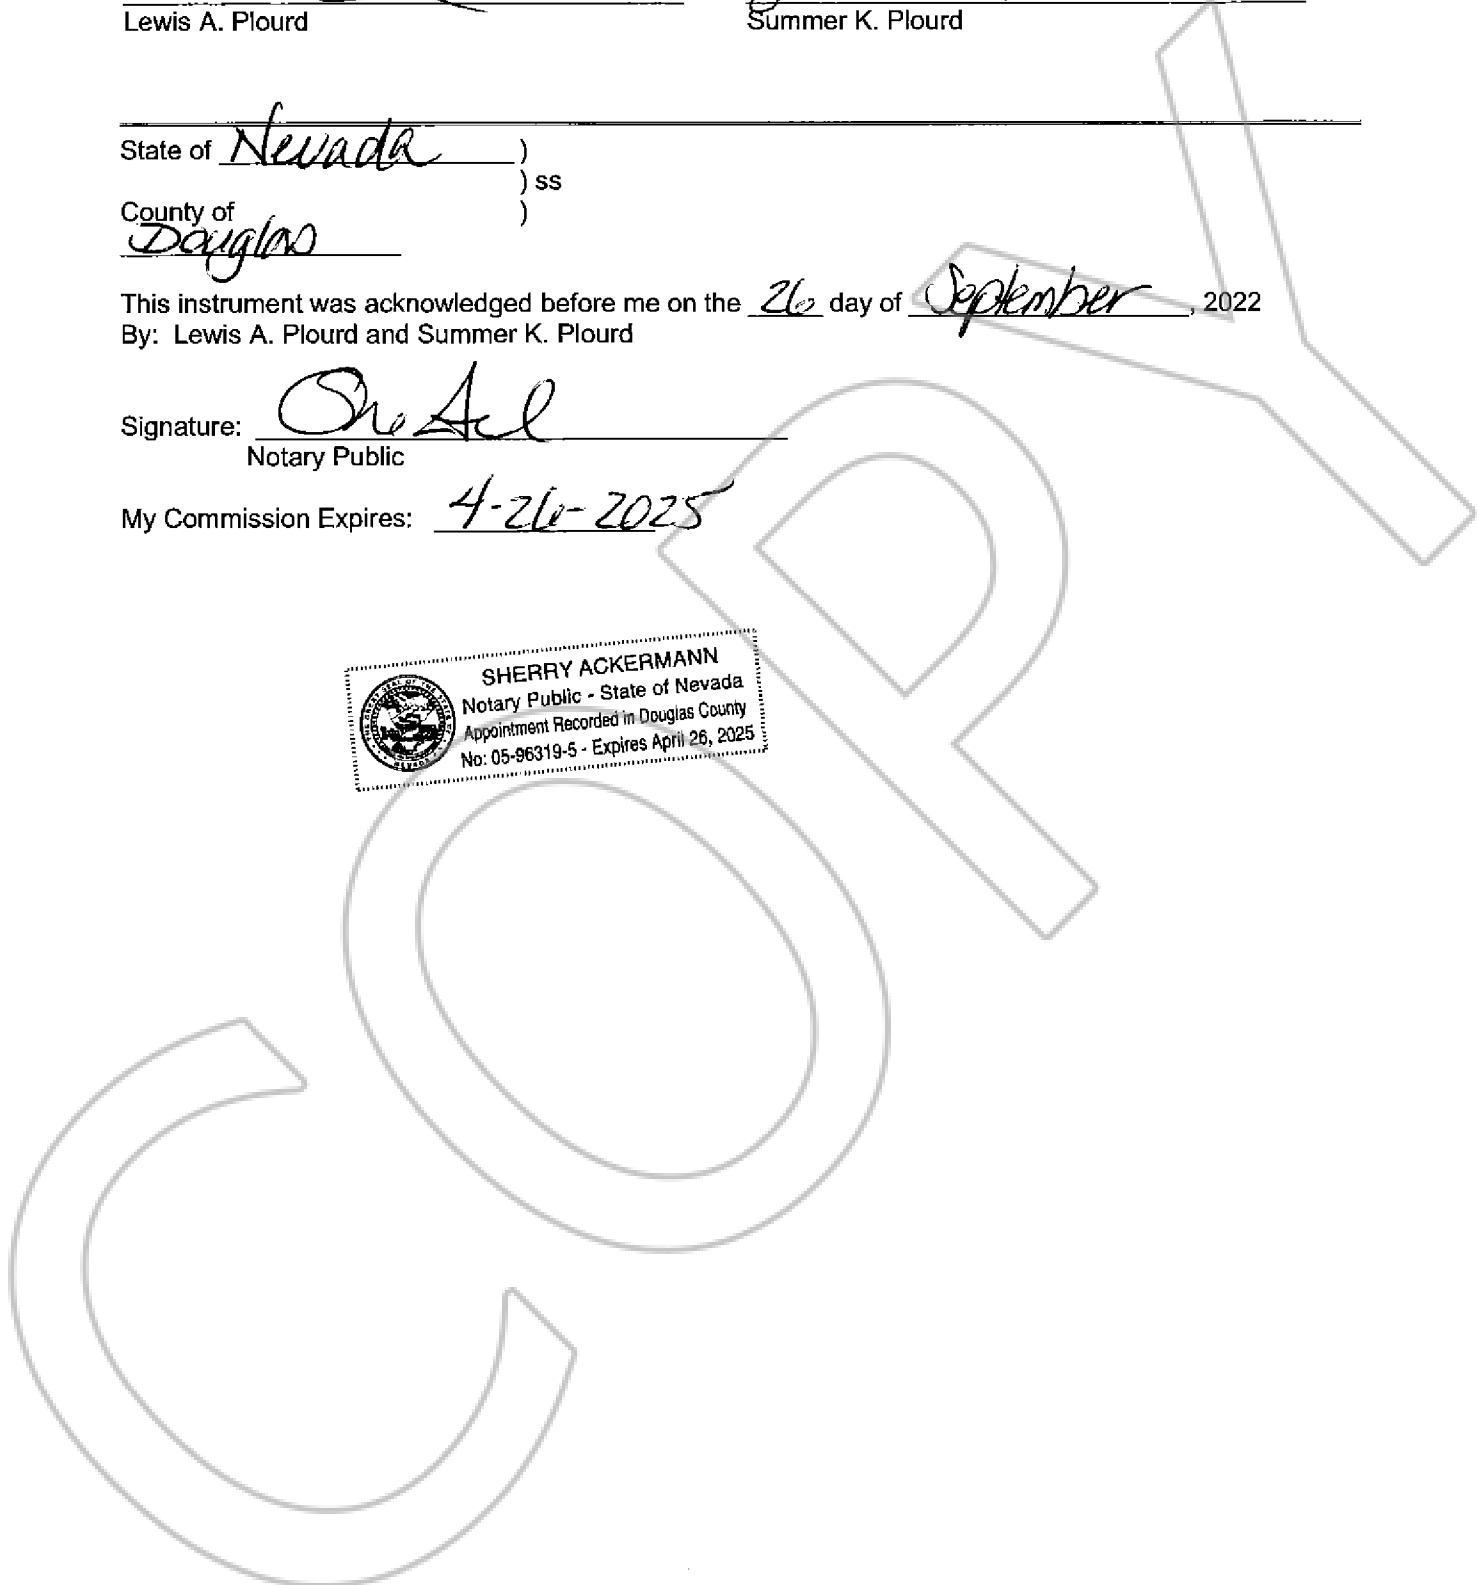 Lewis A. Plourd Summer K. Plourd
State of Nevada )
) ss
County of )
Douglas
This instrument was acknowledged before me on the 26 day of September, 2022
By: Lewis A. Plourd and Summer K. Plourd
Signature:
Notary Public
My Commission Expires: 4-26-2025
SHERRY ACKERMANN
Notary Public - State of Nevada
Appointment Recorded in Douglas County
No: 05-96319-5 - Expires April 26, 2025
COPY